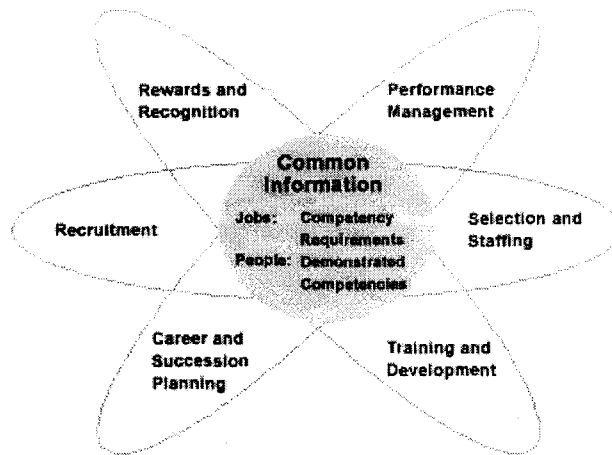 Rewards and
Recognition
Performance
Management
Common
Information
Jobs: Competency
Requirements
People: Demonstrated
Competencies
Recruitment
Selection and
Staffing
Career and
Succession
Planning
Training and
Development